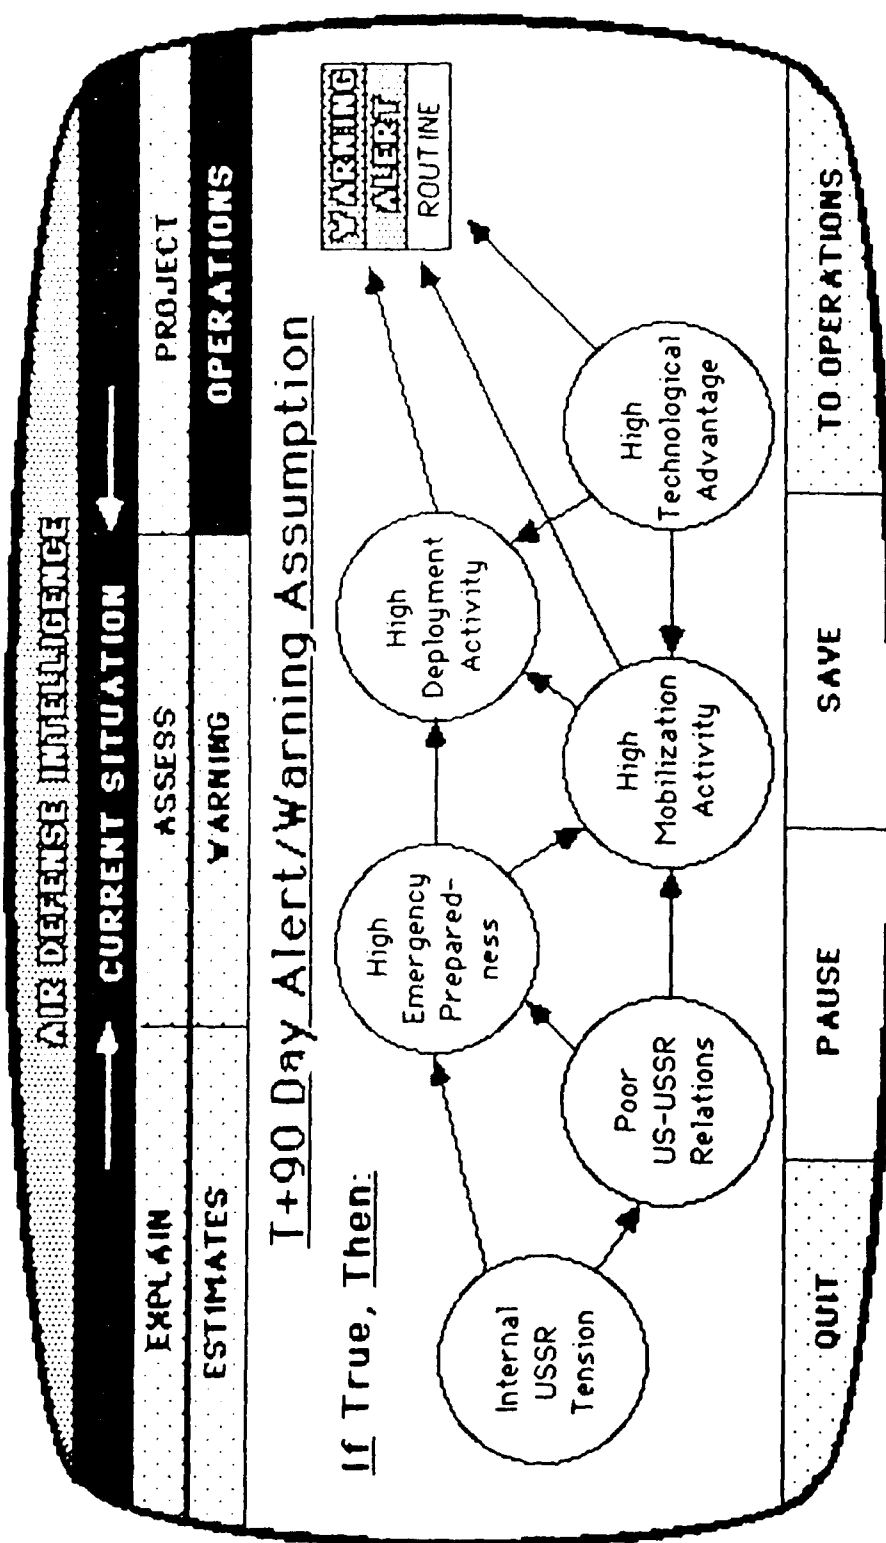 AIR DEFENSE INTELLIGENCE
CURRENT SITUATION
EXPLAIN
ASSESS
PROJECT
ESTIMATES
WARNING
OPERATIONS
T+90 Day Alert/Warning Assumption
If True, Then:
WARNING
ALERT
ROUTINE
High
Emergency
Prepared-
ness
High
Deployment
Activity
Internal
USSR
Tension
Poor
US-USSR
Relations
High
Mobilization
Activity
High
Technological
Advantage
QUIT
PAUSE
SAVE
TO OPERATIONS